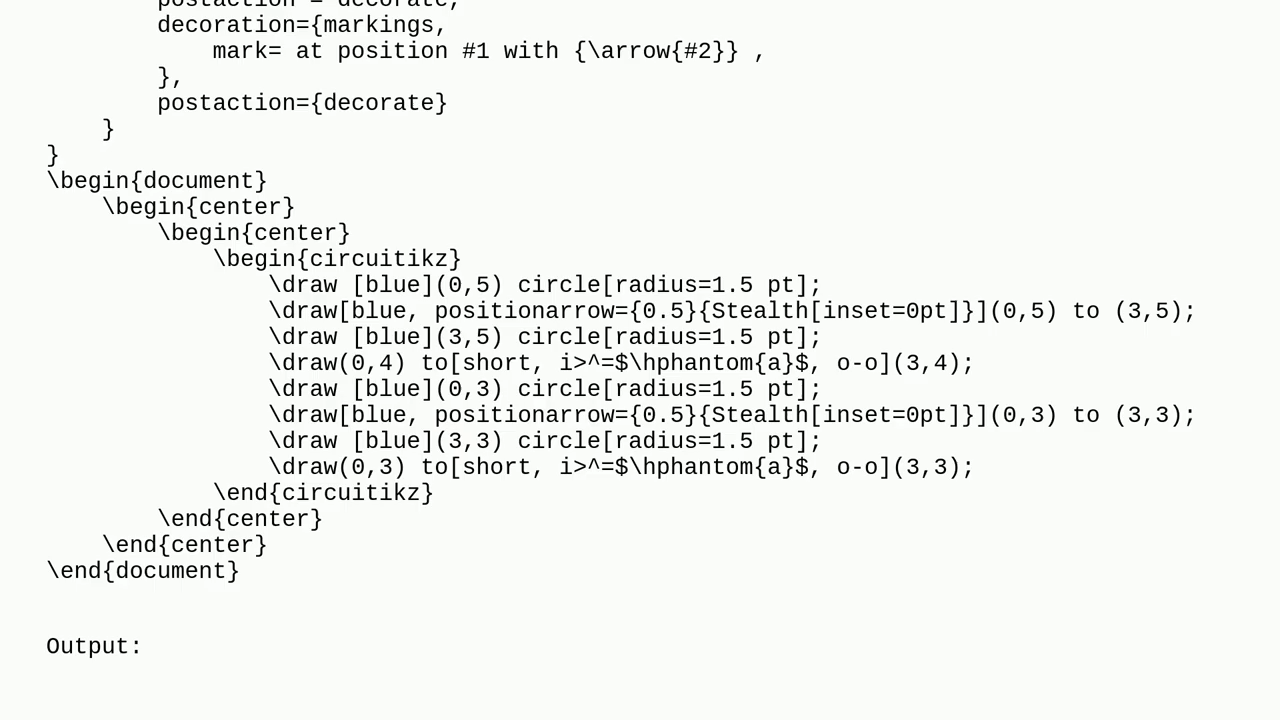 postaction = decorate,
decoration={markings,
mark= at position #1 with {\arrow{#2}} ,
},
postaction={decorate}
}
}
\begin{document}
\begin{center}
\begin{center}
\begin{circuitikz}
\draw [blue](0,5) circle[radius=1.5 pt];
\draw[blue, positionarrow={0.5}{Stealth[inset=0pt]}](0,5) to (3,5);
\draw [blue](3,5) circle[radius=1.5 pt];
\draw(0,4) to[short, i>^=$\hphantom{a}$, o-o](3,4);
\draw [blue](0,3) circle[radius=1.5 pt];
\draw[blue, positionarrow={0.5}{Stealth[inset=0pt]}](0,3) to (3,3);
\draw [blue](3,3) circle[radius=1.5 pt];
\draw(0,3) to[short, i>^=$\hphantom{a}$, o-o](3,3);
\end{circuitikz}
\end{center}
\end{center}
\end{document}
Output: